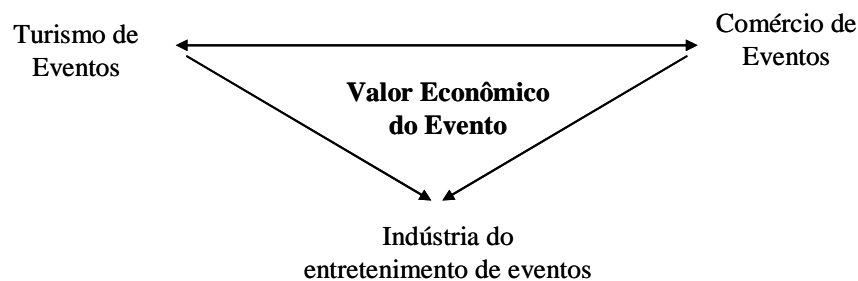 Turismo de
Eventos
Comércio de
Eventos
Valor Econômico
do Evento
Indústria do
entretenimento de eventos